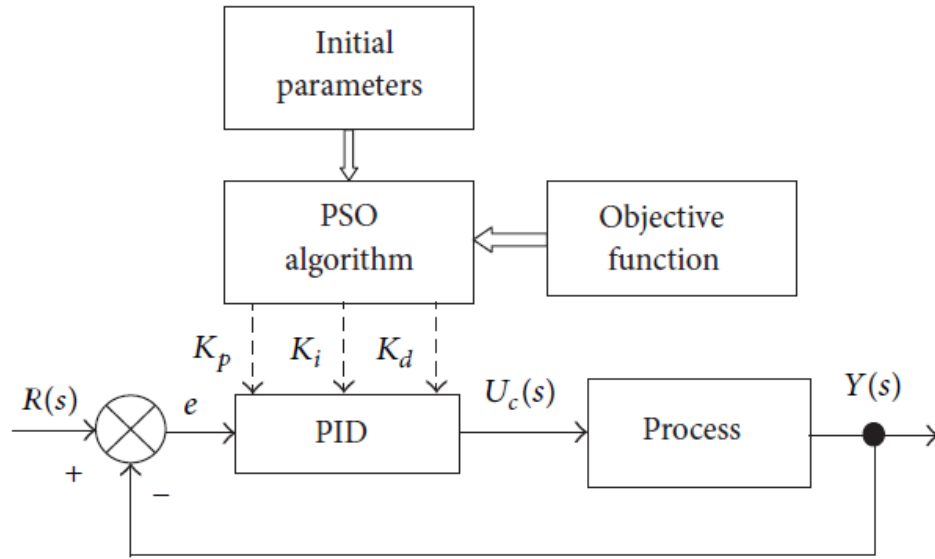 Initial
parameters
PSO
algorithm
Objective
function
K_p
K_i
K_d
R(s)
e
PID
U_c(s)
Process
Y(s)
+
−